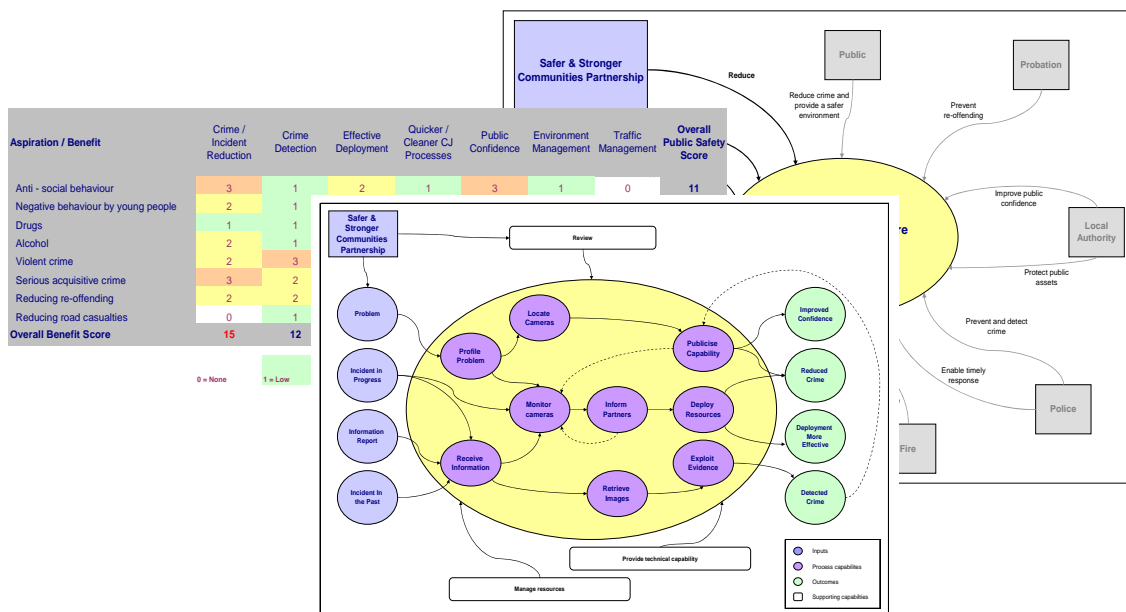 Safer & Stronger
Communities Partnership
Reduce
Public
Probation
Reduce crime and
provide a safer
environment
Prevent
re-offending
Improve public
confidence
Local
Authority
Protect public
assets
Prevent and detect
crime
Enable timely
response
Police
Fire
re
Aspiration / Benefit
Crime /
Incident
Reduction
Crime
Detection
Effective
Deployment
Quicker /
Cleaner CJ
Processes
Public
Confidence
Environment
Management
Traffic
Management
Overall
Public Safety
Score
Anti - social behaviour 3 1 2 1 3 1 0 11
Negative behaviour by young people 2 1
Drugs 1 1
Alcohol 2 1
Violent crime 2 3
Serious acquisitive crime 3 2
Reducing re-offending 2 2
Reducing road casualties 0 1
Overall Benefit Score 15 12
0 = None 1 = Low
Safer &
Stronger
Communities
Partnership
Review
Problem
Incident in
Progress
Information
Report
Incident In
the Past
Locate
Cameras
Profile
Problem
Monitor
cameras
Receive
Information
Inform
Partners
Retrieve
Images
Publicise
Capability
Deploy
Resources
Exploit
Evidence
Improved
Confidence
Reduced
Crime
Deployment
More
Effective
Detected
Crime
Provide technical capability
Manage resources
Inputs
Process capabilites
Outcomes
Supporting capabilties